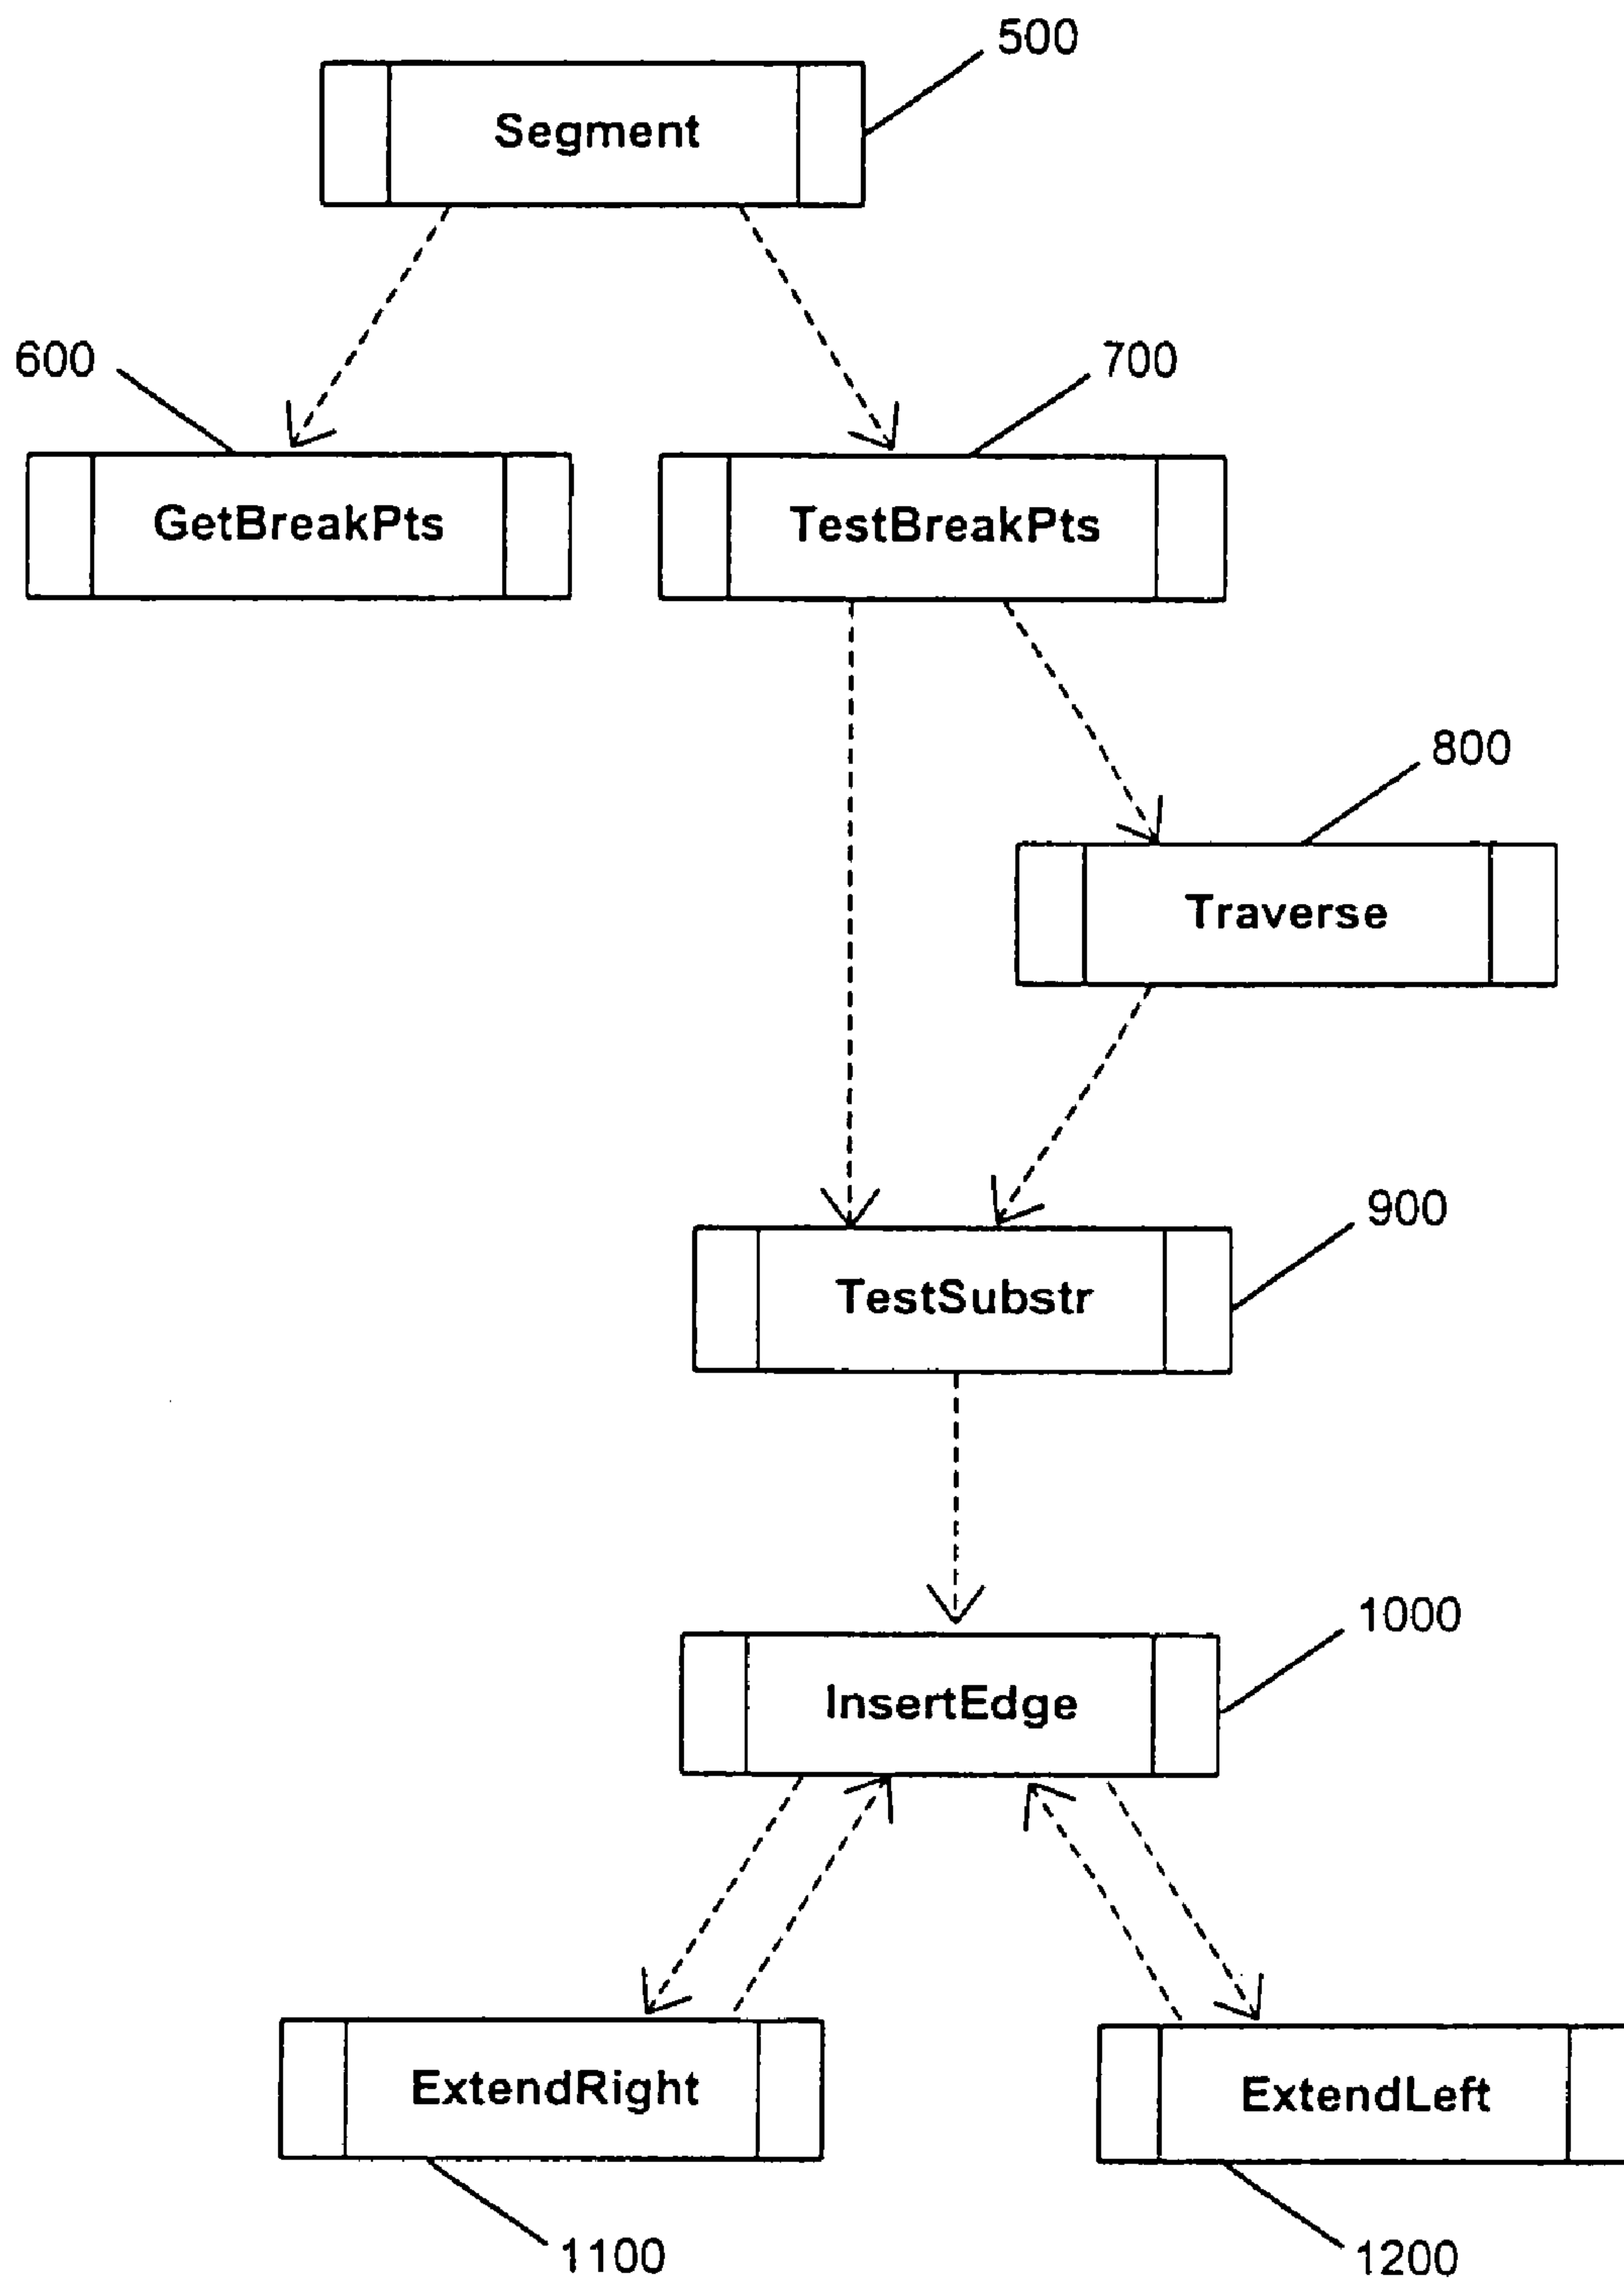 500
Segment
600
700
GetBreakPts
TestBreakPts
800
Traverse
900
TestSubstr
1000
InsertEdge
ExtendRight
ExtendLeft
1100
1200